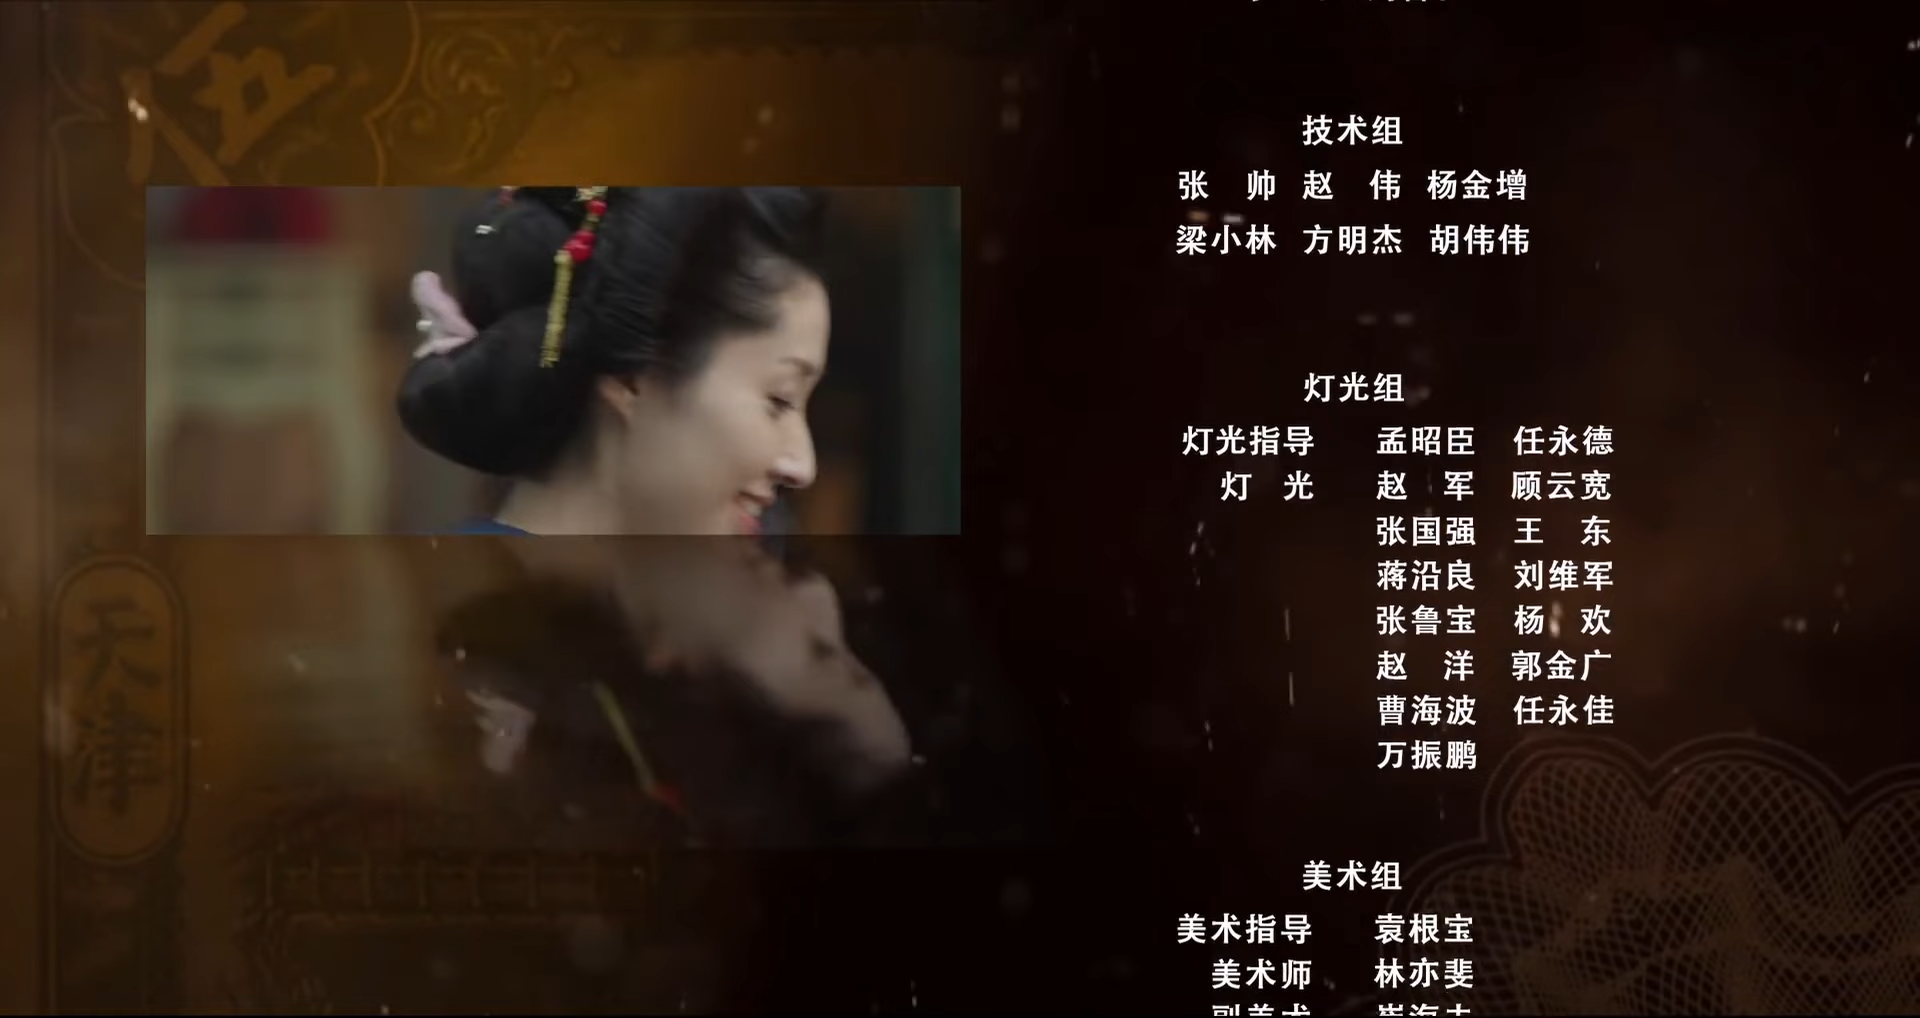 伍
天津
技术组
张 帅 赵 伟 杨金增
梁小林 方明杰 胡伟伟
灯光组
灯光指导 孟昭臣 任永德
灯 光 赵 军 顾云宽
张国强 王 东
蒋沿良 刘维军
张鲁宝 杨 欢
赵 洋 郭金广
曹海波 任永佳
万振鹏
美术组
美术指导 袁根宝
美术师 林亦斐
副美术